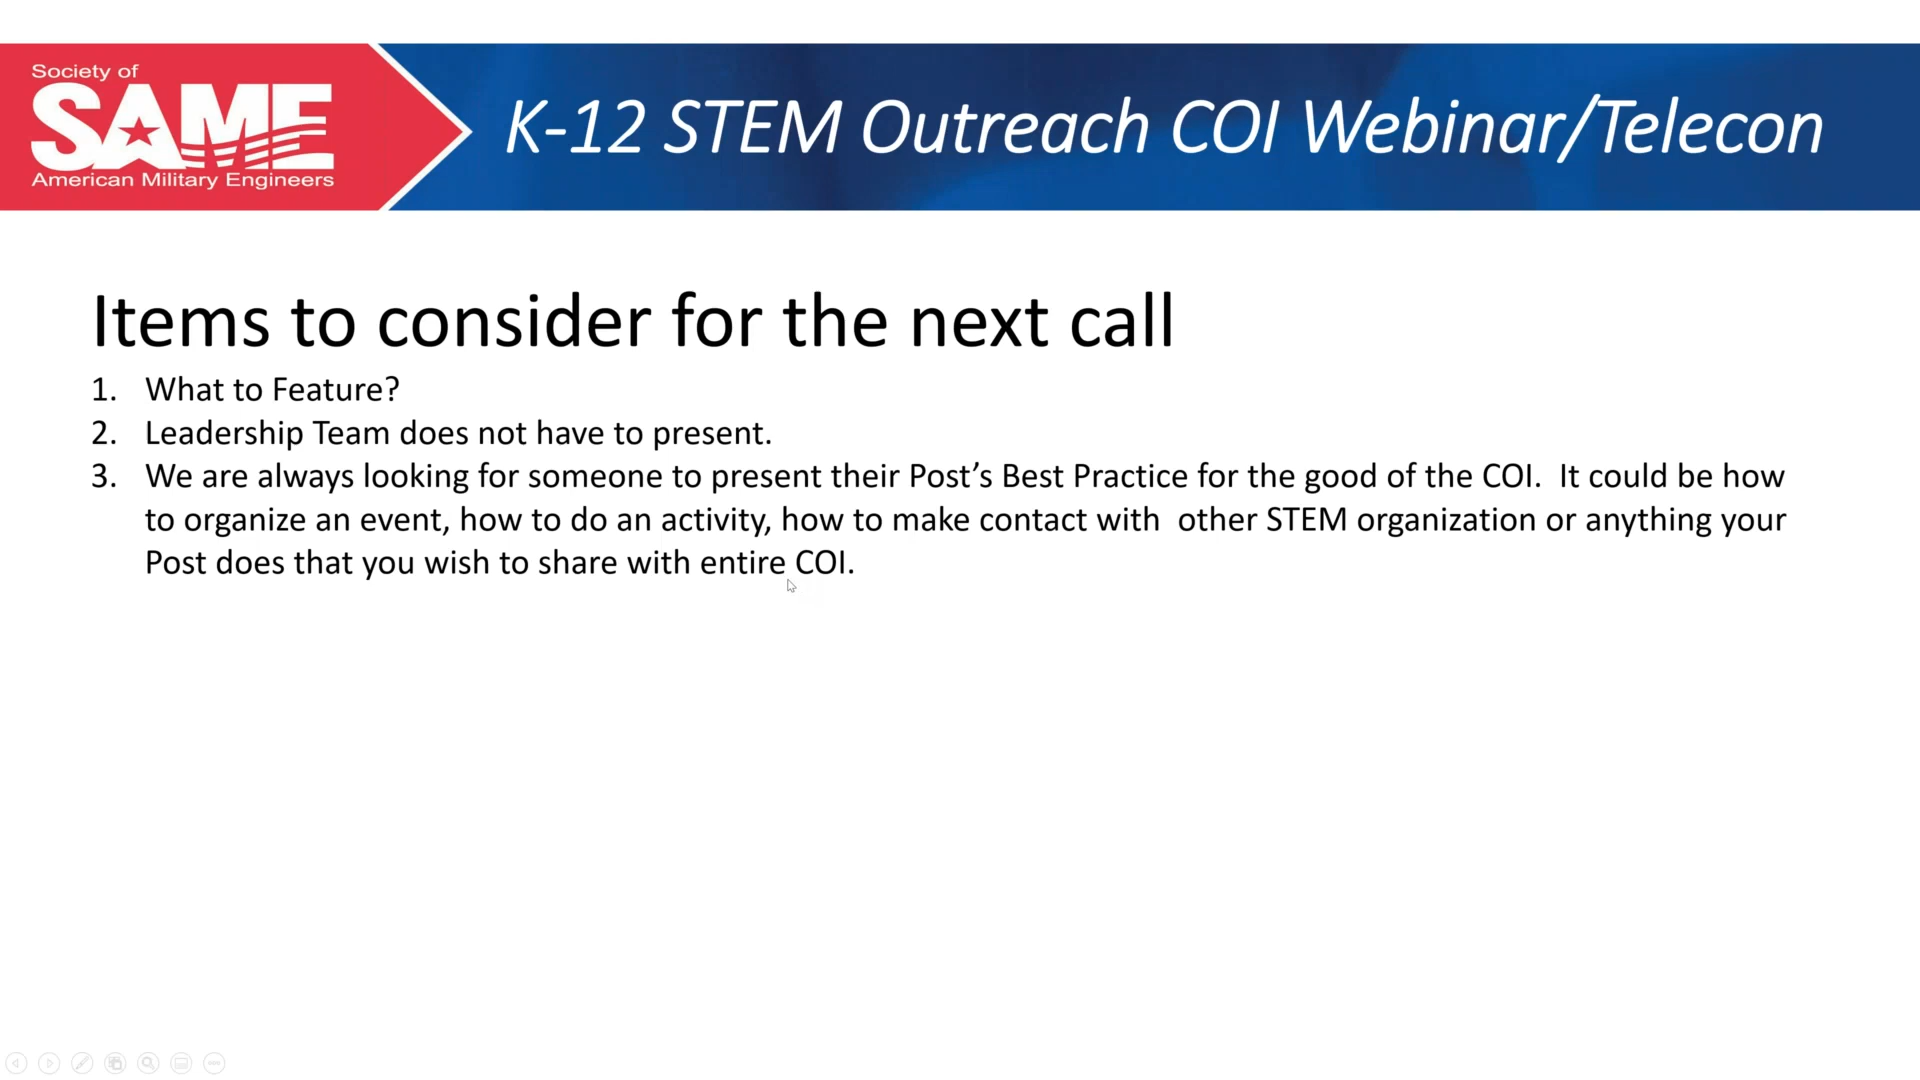 Society of
SAME
American Military Engineers
K-12 STEM Outreach COI Webinar/Telecon
Items to consider for the next call
1. What to Feature?
2. Leadership Team does not have to present.
3. We are always looking for someone to present their Post’s Best Practice for the good of the COI.  It could be how
to organize an event, how to do an activity, how to make contact with  other STEM organization or anything your
Post does that you wish to share with entire COI.